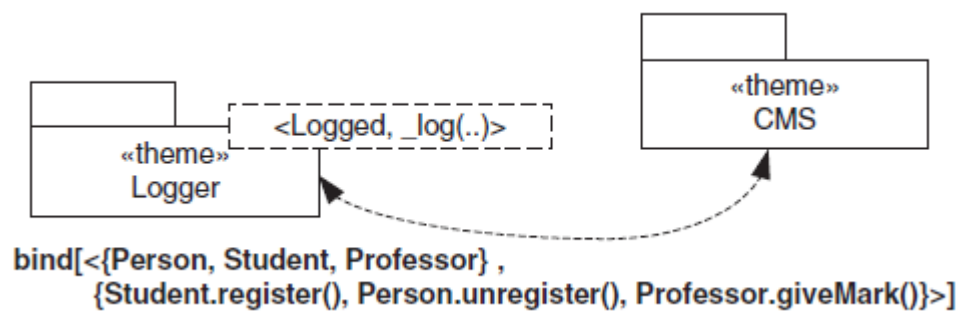 «theme»
CMS
<Logged, _log(..)>
«theme»
Logger
bind[<{Person, Student, Professor} ,
{Student.register(), Person.unregister(), Professor.giveMark()}>]